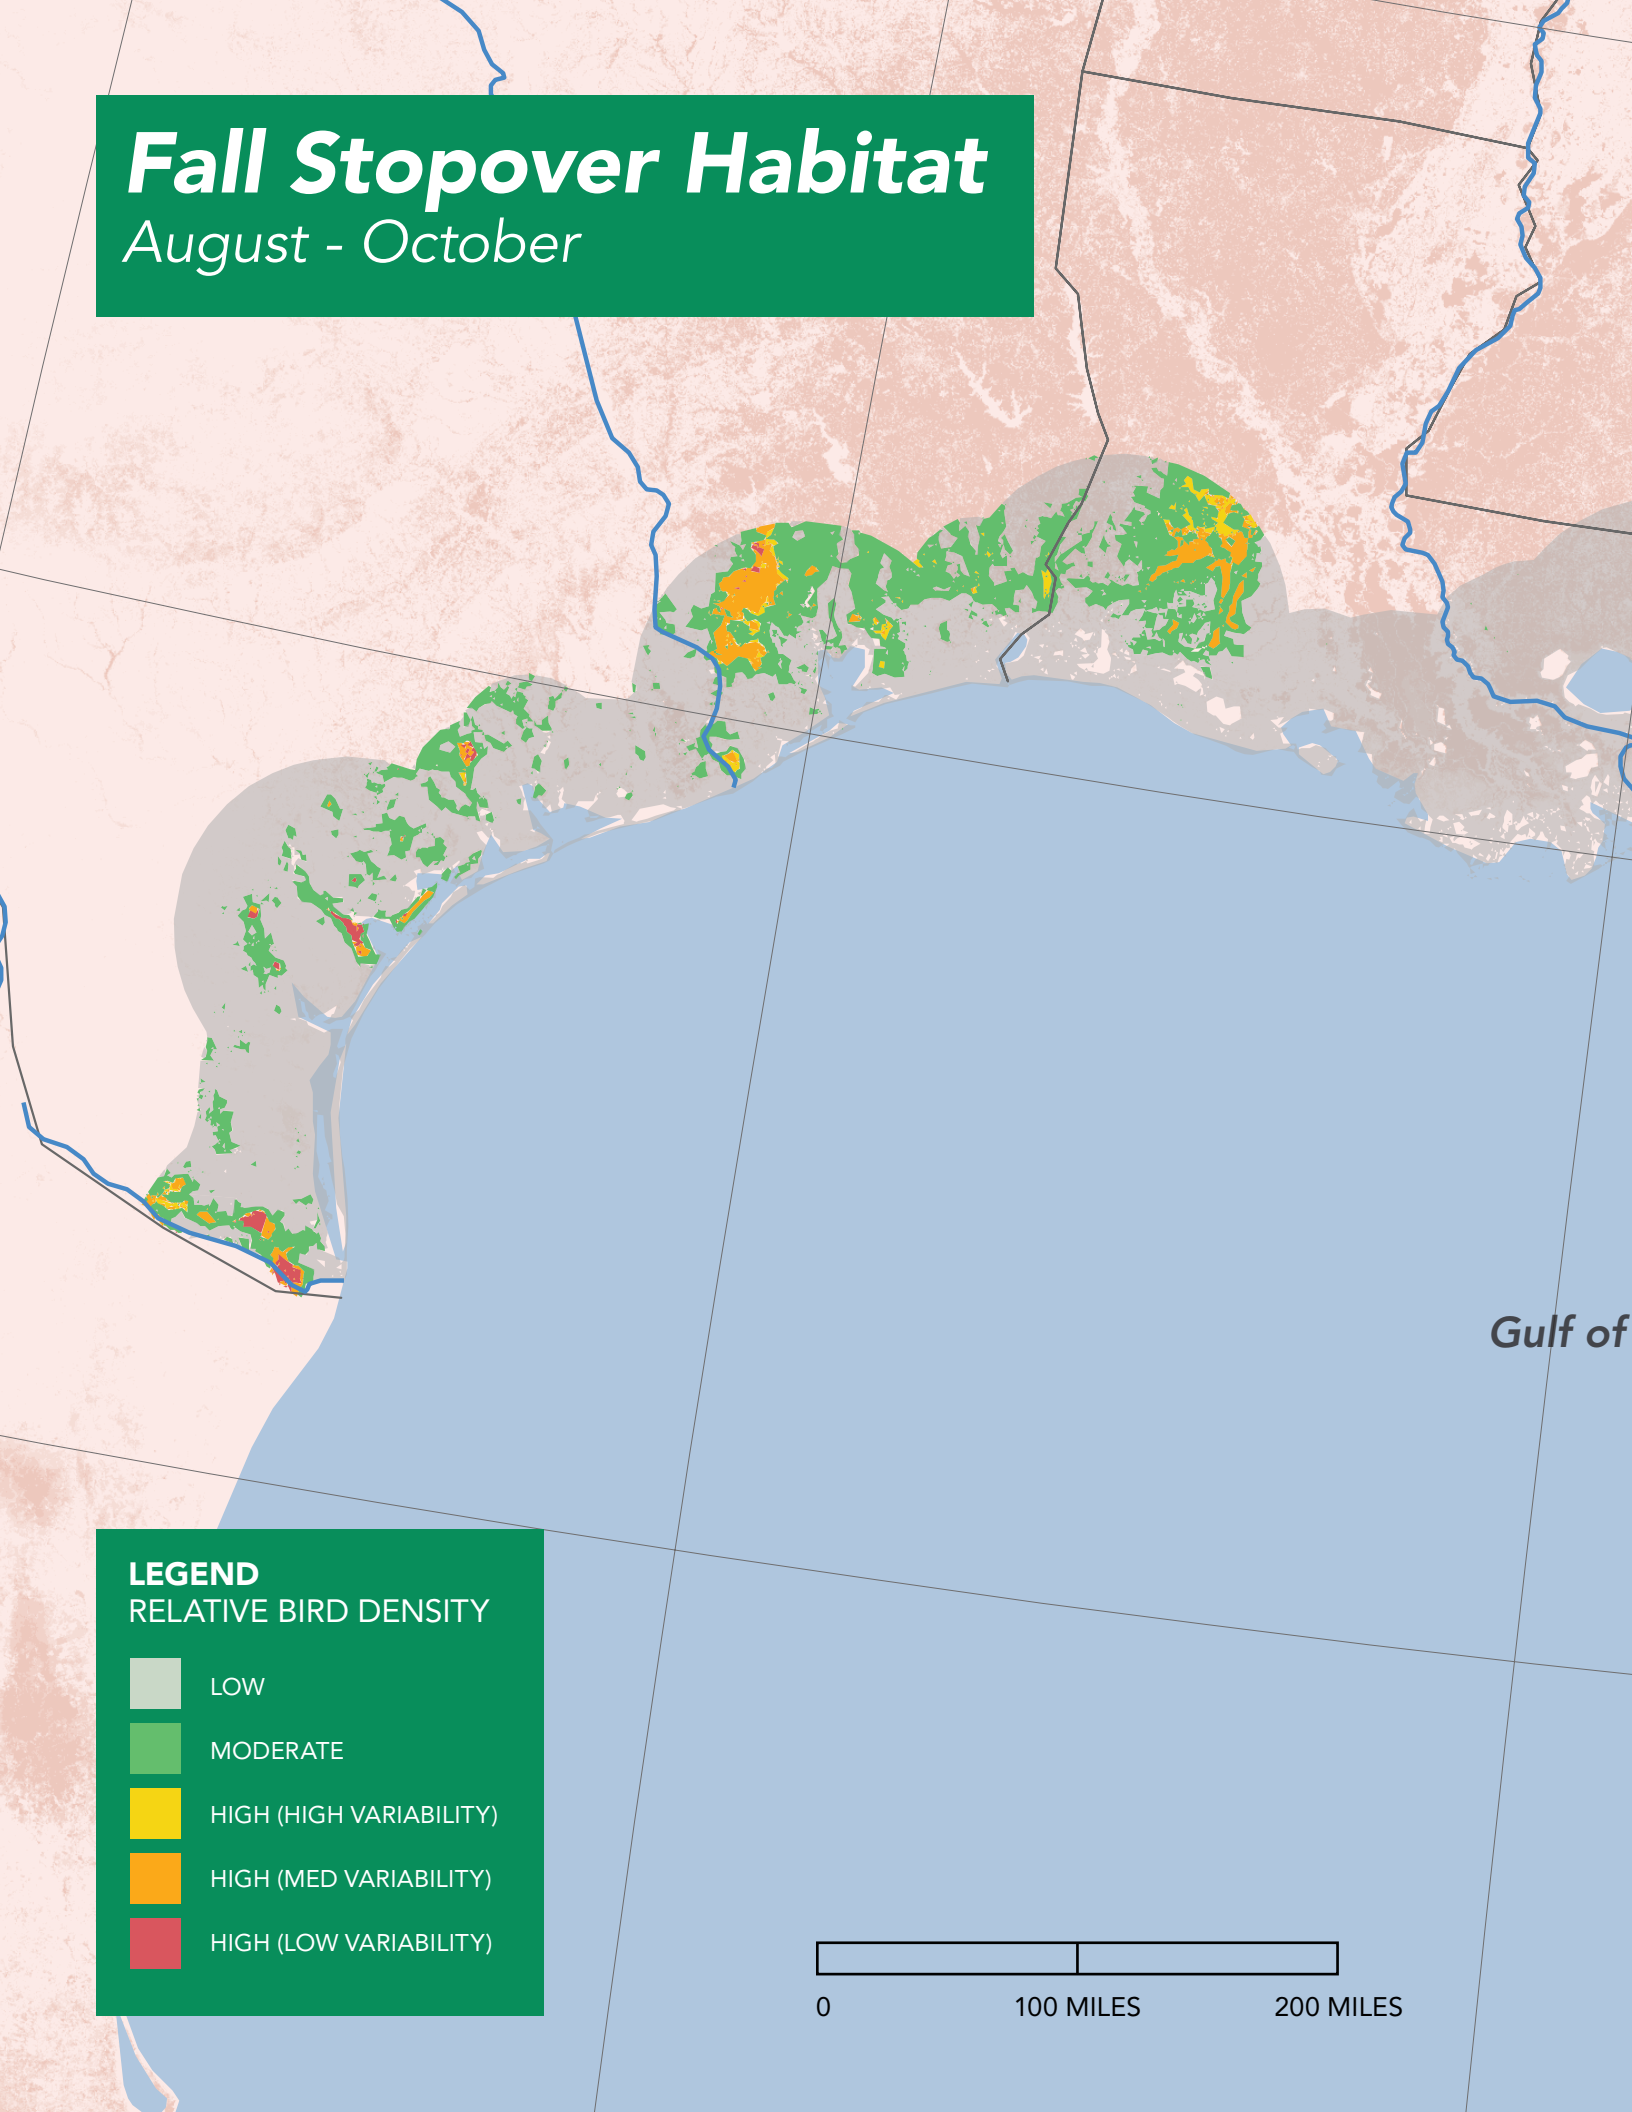 Fall Stopover Habitat
August - October
Gulf of
LEGEND
RELATIVE BIRD DENSITY
LOW
MODERATE
HIGH (HIGH VARIABILITY)
HIGH (MED VARIABILITY)
HIGH (LOW VARIABILITY)
0 100 MILES 200 MILES